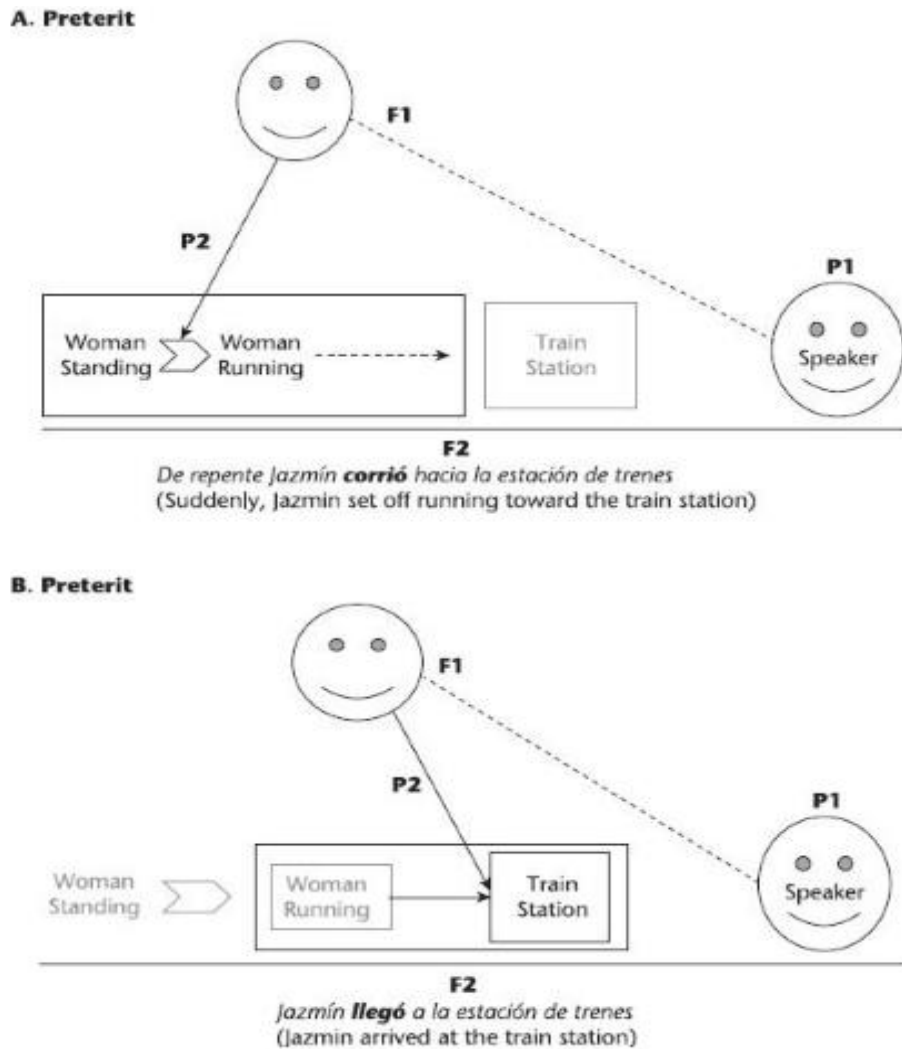 A. Preterit
F1
P2
P1
Woman Standing
Woman Running
Train Station
Speaker
F2
De repente Jazmín corrió hacia la estación de trenes
(Suddenly, Jazmin set off running toward the train station)
B. Preterit
F1
P2
P1
Woman Standing
Woman Running
Train Station
Speaker
F2
Jazmín llegó a la estación de trenes
(Jazmin arrived at the train station)